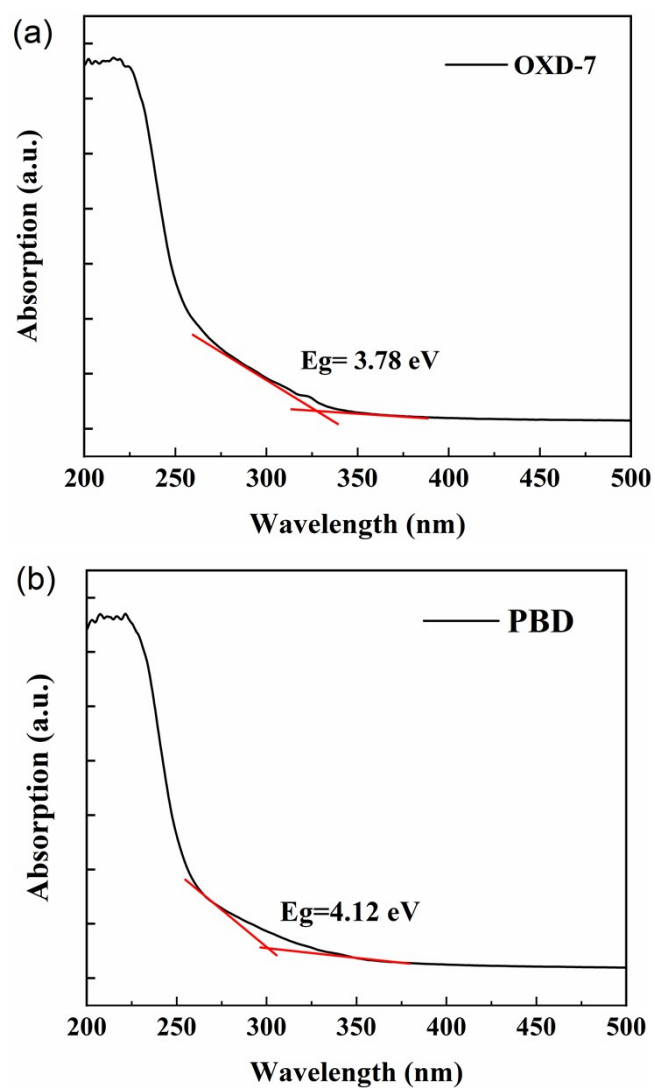 (a)
OXD-7
Absorption (a.u.)
Eg= 3.78 eV
200 250 300 350 400 450 500
Wavelength (nm)
(b)
PBD
Absorption (a.u.)
Eg=4.12 eV
200 250 300 350 400 450 500
Wavelength (nm)